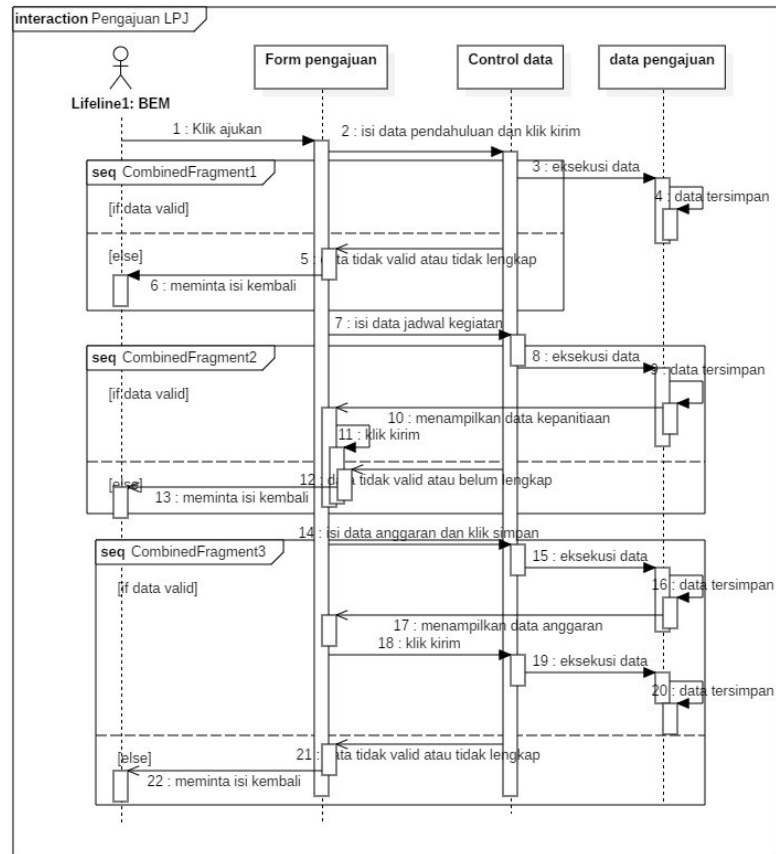 interaction Pengajuan LPJ
Form pengajuan
Control data
data pengajuan
Lifeline1: BEM
1 : Klik ajukan
2 : isi data pendahuluan dan klik kirim
seq CombinedFragment1
3 : eksekusi data
4 : data tersimpan
[if data valid]
[else]
5 : data tidak valid atau tidak lengkap
6 : meminta isi kembali
7 : isi data jadwal kegiatan
seq CombinedFragment2
8 : eksekusi data
9 : data tersimpan
[if data valid]
10 : menampilkan data kepanitiaan
11 : klik kirim
[else]
12 : data tidak valid atau belum lengkap
13 : meminta isi kembali
14 : isi data anggaran dan klik simpan
seq CombinedFragment3
15 : eksekusi data
16 : data tersimpan
[if data valid]
17 : menampilkan data anggaran
18 : klik kirim
19 : eksekusi data
20 : data tersimpan
[else]
21 : data tidak valid atau tidak lengkap
22 : meminta isi kembali